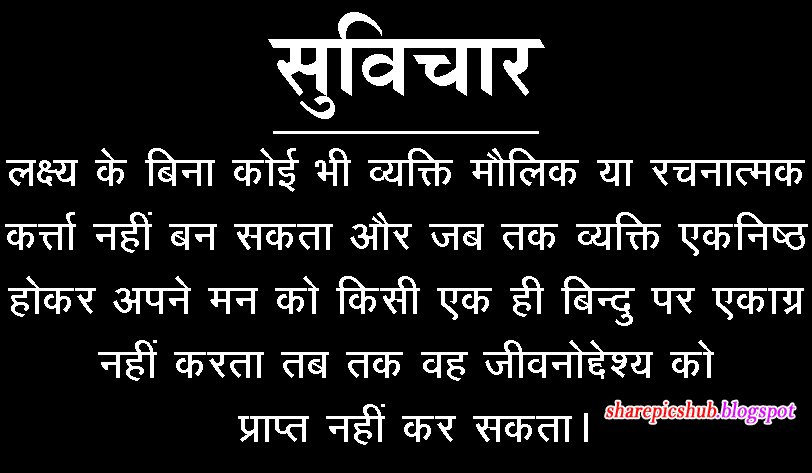 सुविचार
लक्ष्य के बिना कोई भी व्यक्ति मौलिक या रचनात्मक
कर्त्ता नहीं बन सकता और जब तक व्यक्ति एकनिष्ठ
होकर अपने मन को किसी एक ही बिन्दु पर एकाग्र
नहीं करता तब तक वह जीवनोद्देश्य को
प्राप्त नहीं कर सकता।
sharepicshub.blogspot